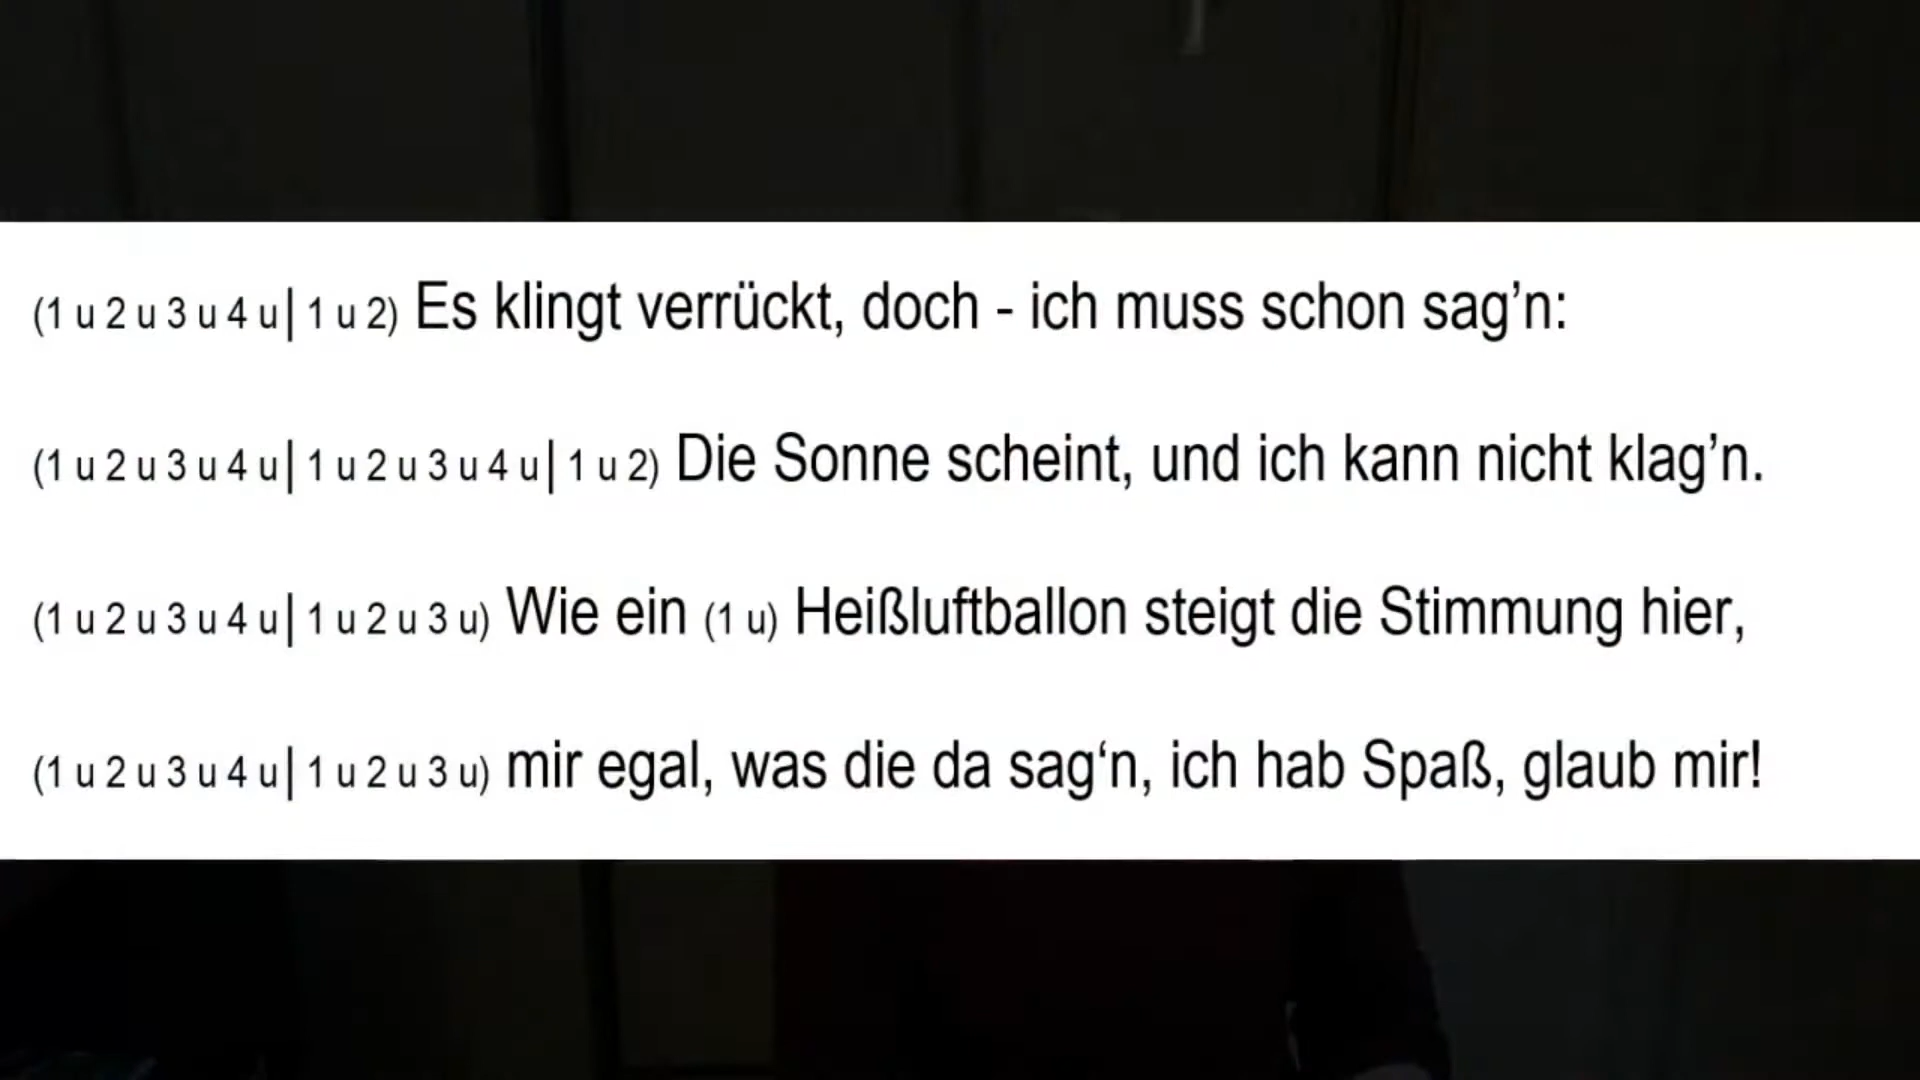 (1 u 2 u 3 u 4 u| 1 u 2) Es klingt verrückt, doch - ich muss schon sag’n:
(1 u 2 u 3 u 4 u| 1 u 2 u 3 u 4 u| 1 u 2) Die Sonne scheint, und ich kann nicht klag’n.
(1 u 2 u 3 u 4 u| 1 u 2 u 3 u) Wie ein (1 u) Heißluftballon steigt die Stimmung hier,
(1 u 2 u 3 u 4 u| 1 u 2 u 3 u) mir egal, was die da sag‘n, ich hab Spaß, glaub mir!